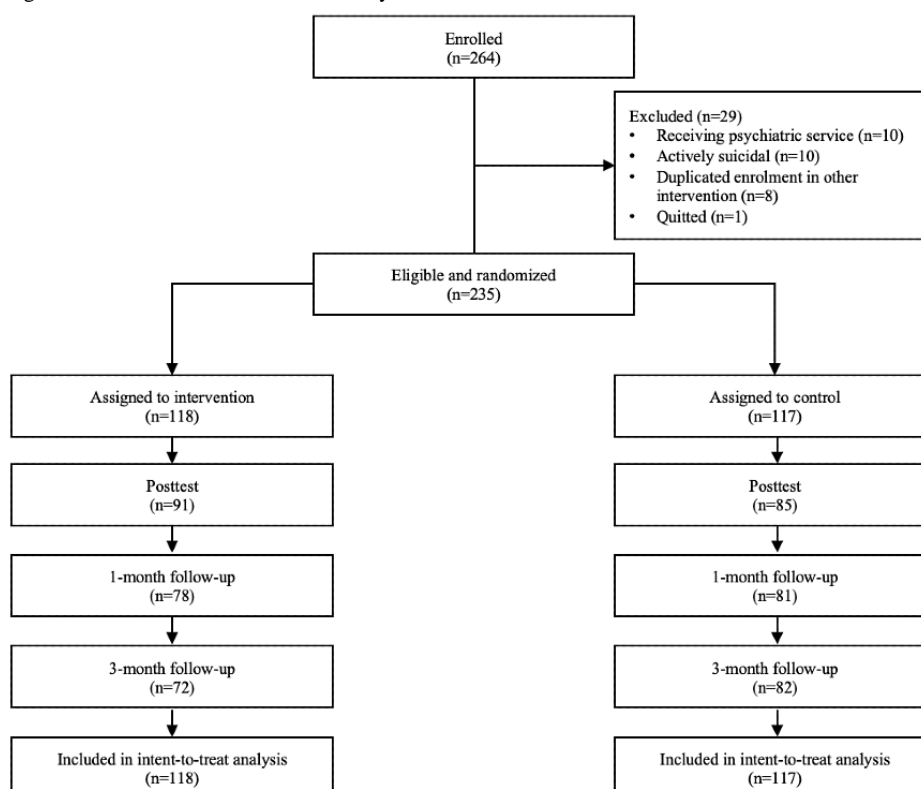 Enrolled
(n=264)
Excluded (n=29)
• Receiving psychiatric service (n=10)
• Actively suicidal (n=10)
• Duplicated enrolment in other
intervention (n=8)
• Quitted (n=1)
Eligible and randomized
(n=235)
Assigned to intervention
(n=118)
Assigned to control
(n=117)
Posttest
(n=91)
Posttest
(n=85)
1-month follow-up
(n=78)
1-month follow-up
(n=81)
3-month follow-up
(n=72)
3-month follow-up
(n=82)
Included in intent-to-treat analysis
(n=118)
Included in intent-to-treat analysis
(n=117)